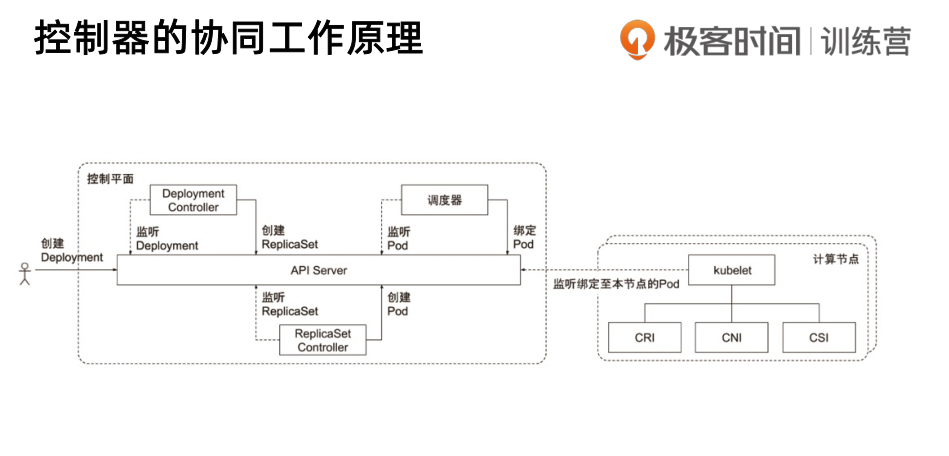 控制器的协同工作原理
极客时间 训练营
控制平面
Deployment
Controller
调度器
监听
Deployment
创建
ReplicaSet
监听
Pod
绑定
Pod
创建
Deployment
API Server
监听
ReplicaSet
创建
Pod
ReplicaSet
Controller
监听绑定至本节点的Pod
计算节点
kubelet
CRI
CNI
CSI